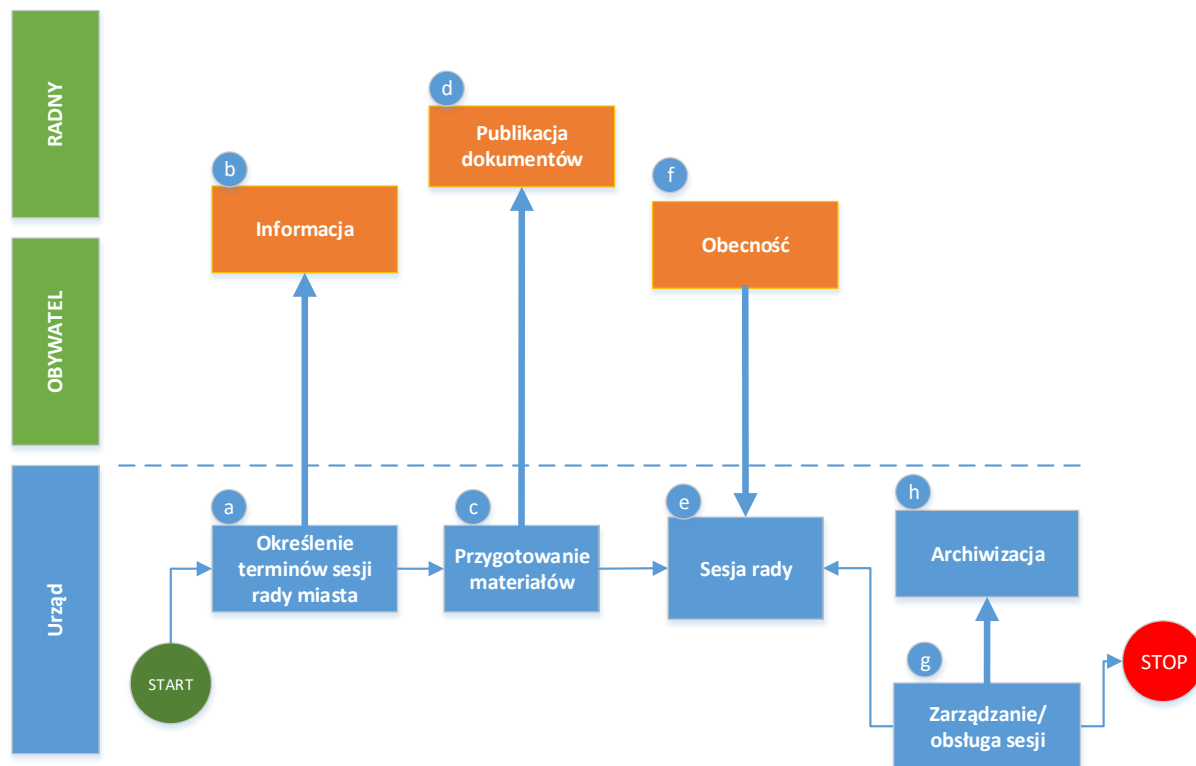 RADNY
d
Publikacja
dokumentów
b
Informacja
f
Obecność
OBYWATEL
Urząd
a
Określenie
terminów sesji
rady miasta
c
Przygotowanie
materiałów
e
Sesja rady
h
Archiwizacja
START
g
Zarządzanie/
obsługa sesji
STOP